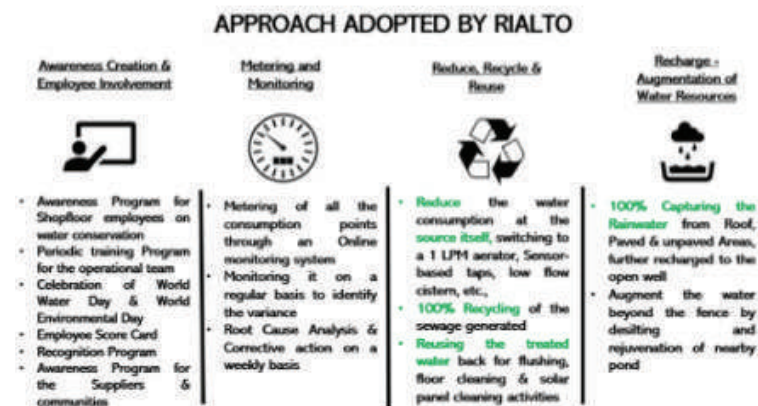 APPROACH ADOPTED BY RIALTO
Awareness Creation &
Employee Involvement
• Awareness Program for
Shopfloor employees on
water conservation
• Periodic training Program
for the operational team
• Celebration of World
Water Day & World
Environmental Day
• Employee Score Card
• Recognition Program
• Awareness Program for
the Suppliers &
communities
Metering and
Monitoring
• Metering of all the
consumption points
through an Online
monitoring system
• Monitoring it on a
regular basis to identify
the variance
• Root Cause Analysis &
Corrective action on a
weekly basis
Reduce, Recycle &
Reuse
• Reduce the water
consumption at the
source itself, switching to
a 1 LPM aerator, Sensor-
based taps, low flow
cistern, etc.,
• 100% Recycling of the
sewage generated
• Reusing the treated
water back for flushing,
floor cleaning & solar
panel cleaning activities
Recharge -
Augmentation of
Water Resources
• 100% Capturing the
Rainwater from Roof,
Paved & unpaved Areas,
further recharged to the
open well
• Augment the water
beyond the fence by
desilting and
rejuvenation of nearby
pond